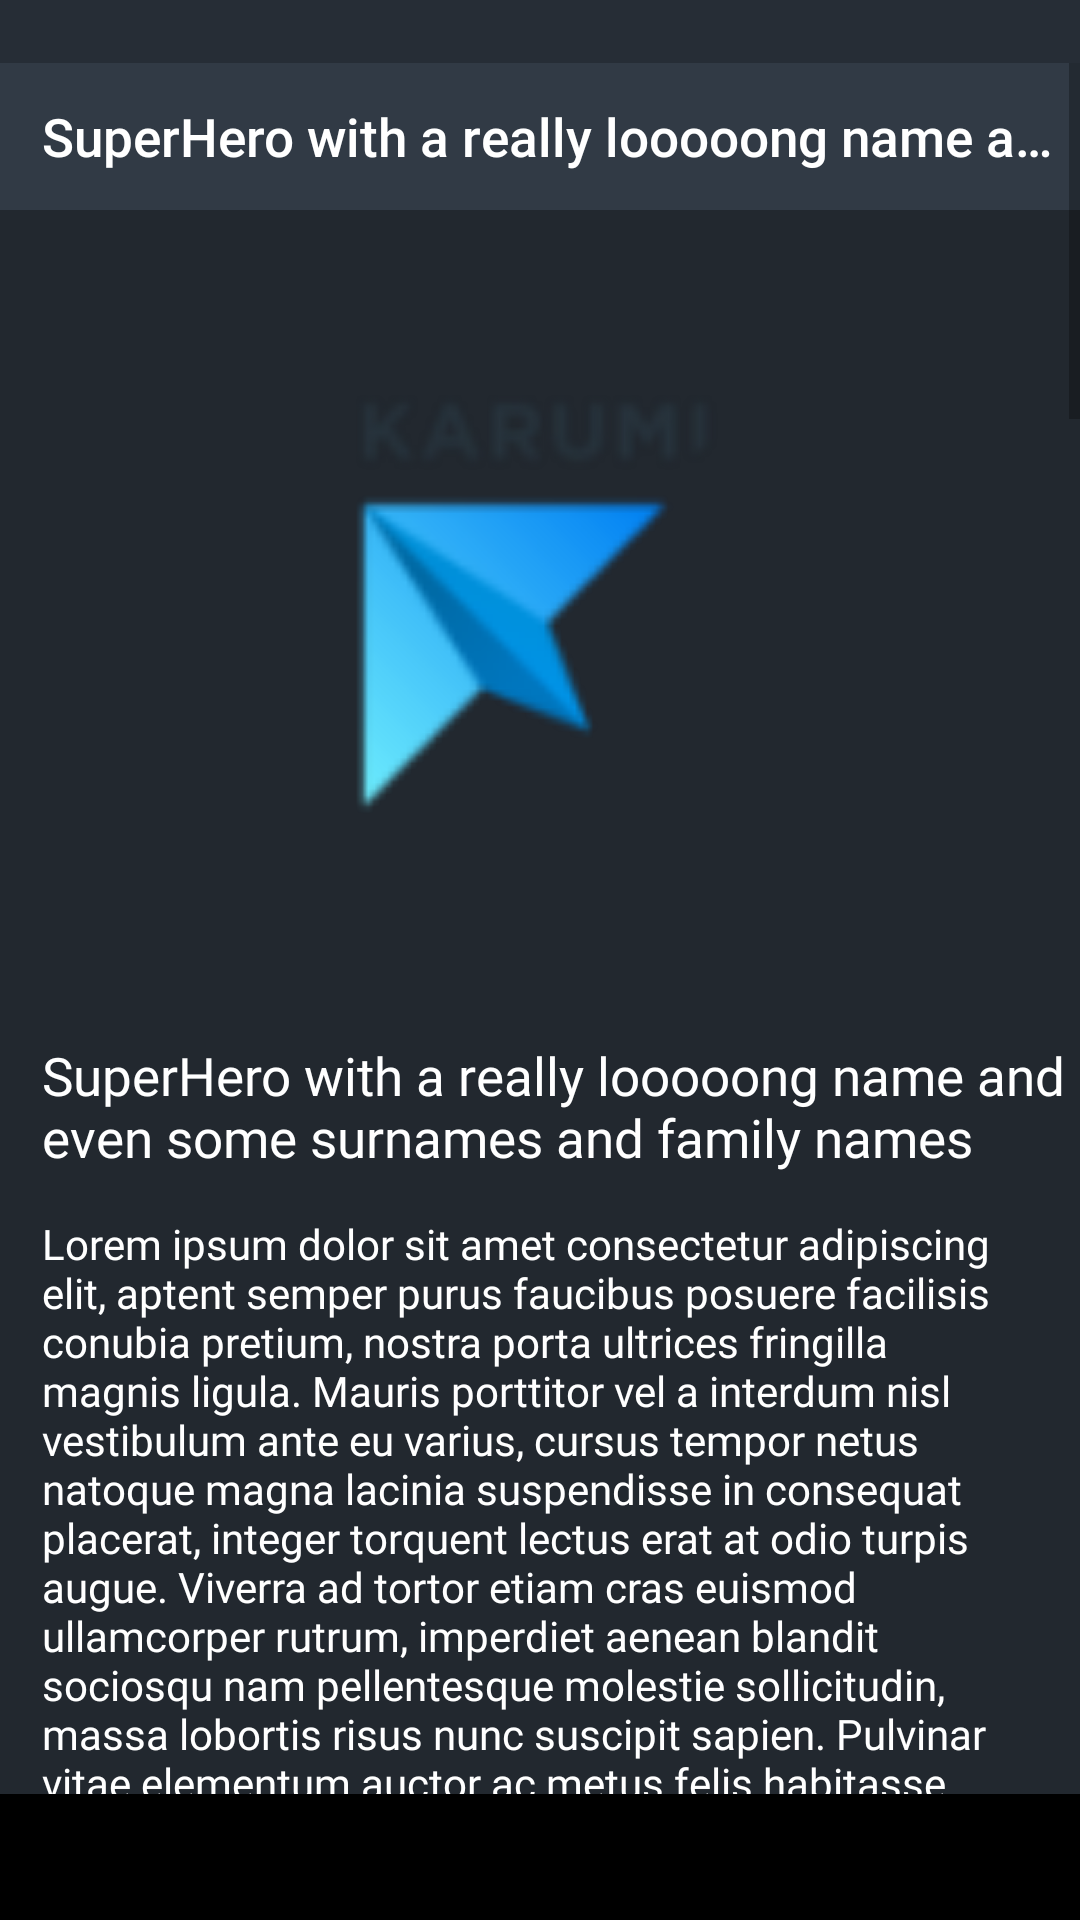 SuperHero with a really looooong name a...
KARUMI
SuperHero with a really looooong name and
even some surnames and family names
Lorem ipsum dolor sit amet consectetur adipiscing
elit, aptent semper purus faucibus posuere facilisis
conubia pretium, nostra porta ultrices fringilla
magnis ligula. Mauris porttitor vel a interdum nisl
vestibulum ante eu varius, cursus tempor netus
natoque magna lacinia suspendisse in consequat
placerat, integer torquent lectus erat at odio turpis
augue. Viverra ad tortor etiam cras euismod
ullamcorper rutrum, imperdiet aenean blandit
sociosqu nam pellentesque molestie sollicitudin,
massa lobortis risus nunc suscipit sapien. Pulvinar
vitae elementum auctor ac metus felis habitasse